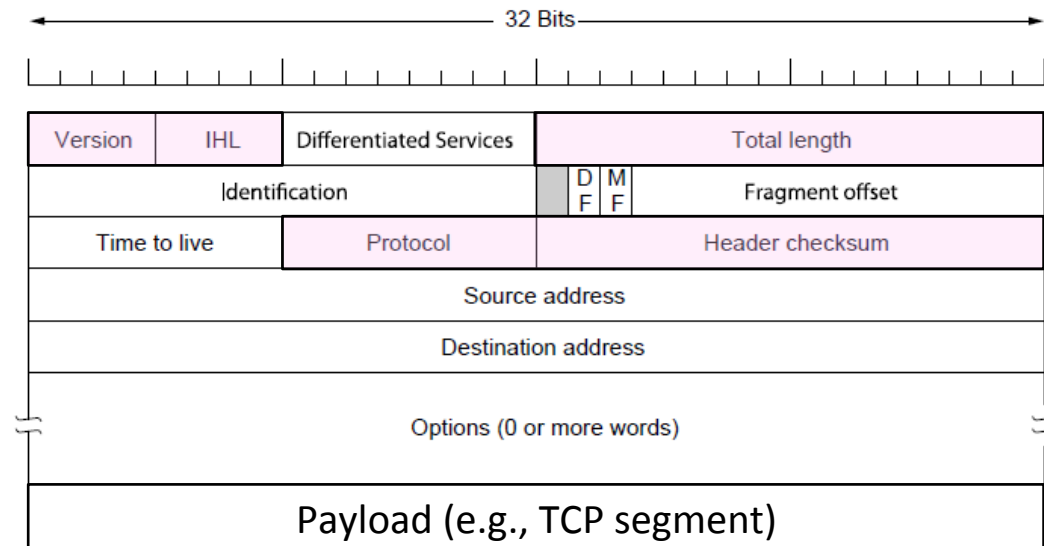 32 Bits
Version IHL Differentiated Services Total length
Identification D F M F Fragment offset
Time to live Protocol Header checksum
Source address
Destination address
Options (0 or more words)
Payload (e.g., TCP segment)